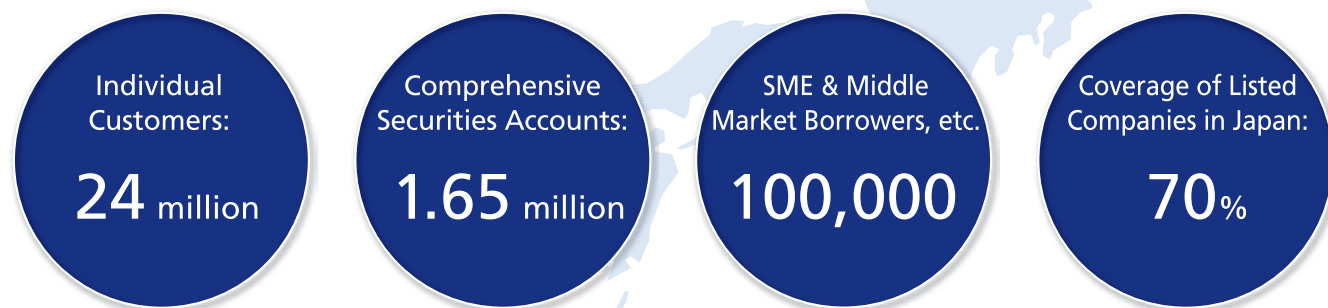 Individual
Customers:
24 million
Comprehensive
Securities Accounts:
1.65 million
SME & Middle
Market Borrowers, etc.
100,000
Coverage of Listed
Companies in Japan:
70%